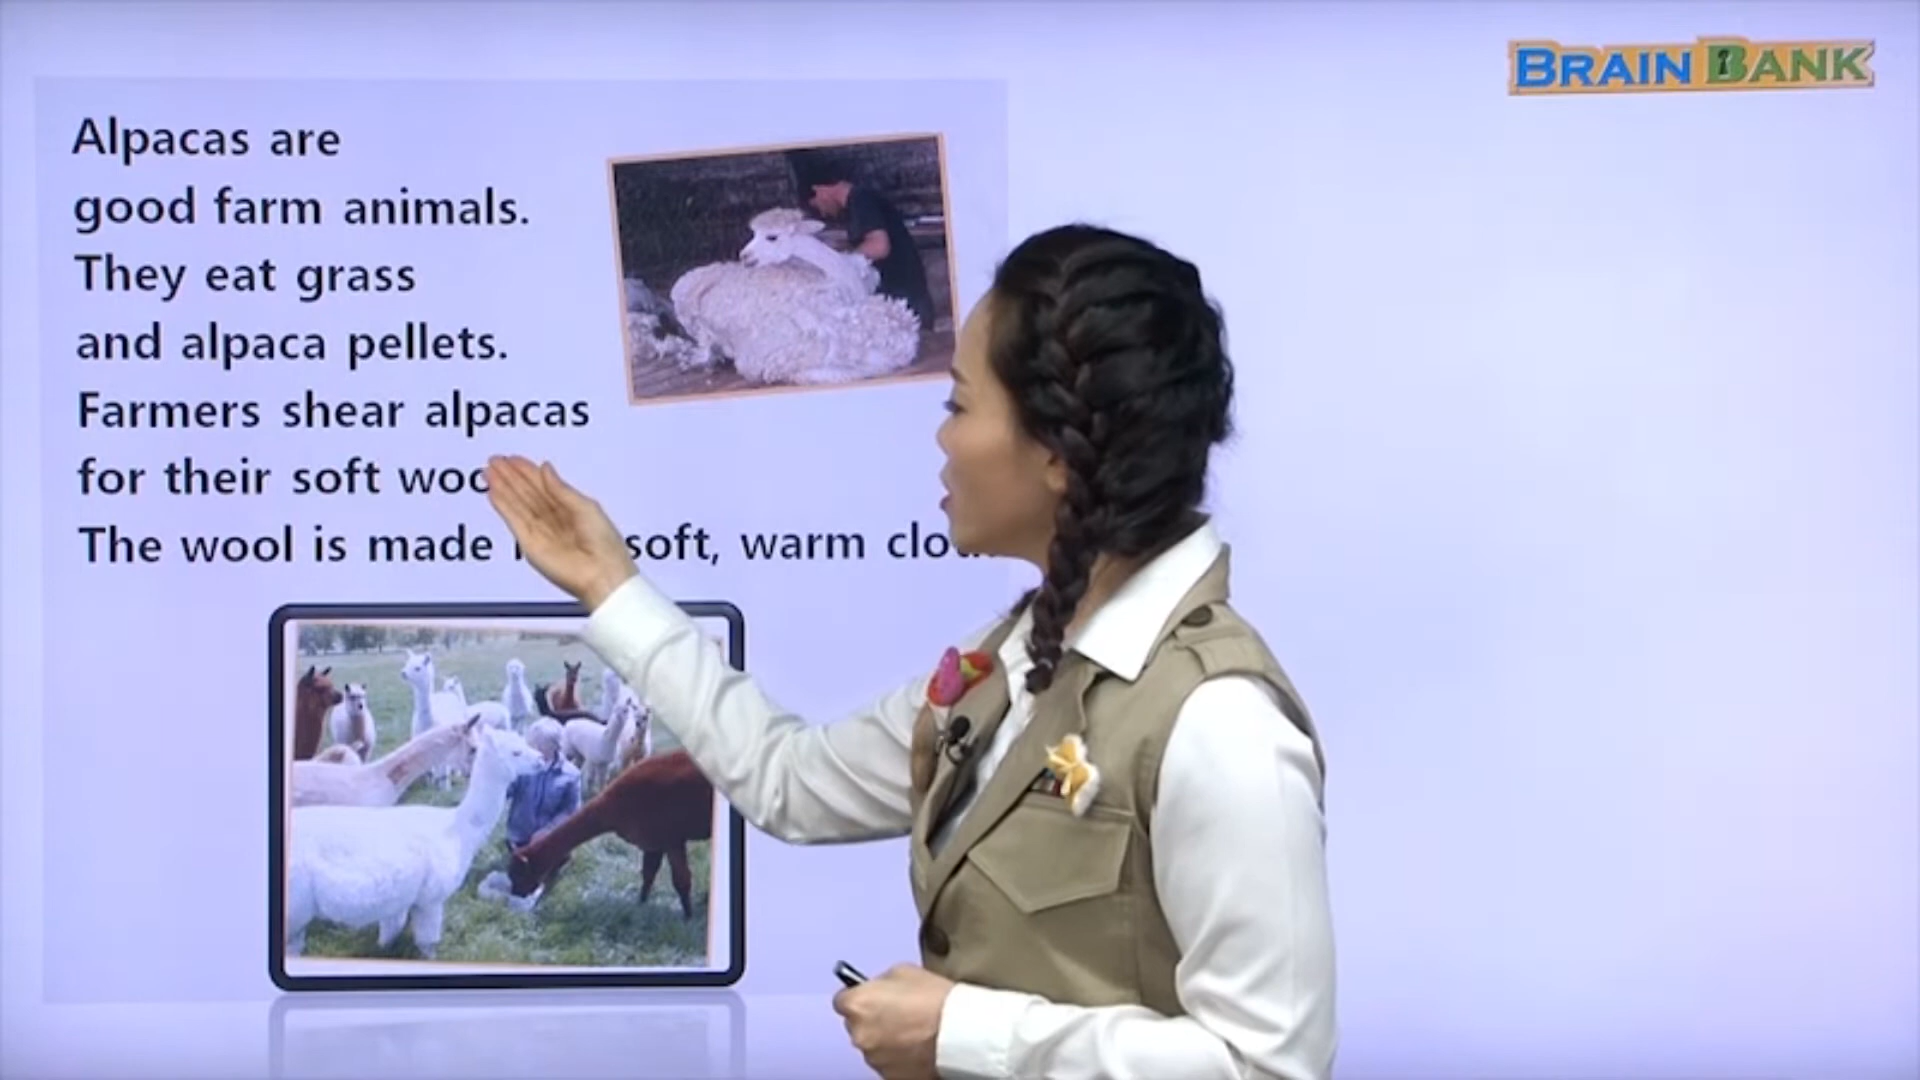 BRAIN BANK
Alpacas are
good farm animals.
They eat grass
and alpaca pellets.
Farmers shear alpacas
for their soft
The wool is made soft, warm